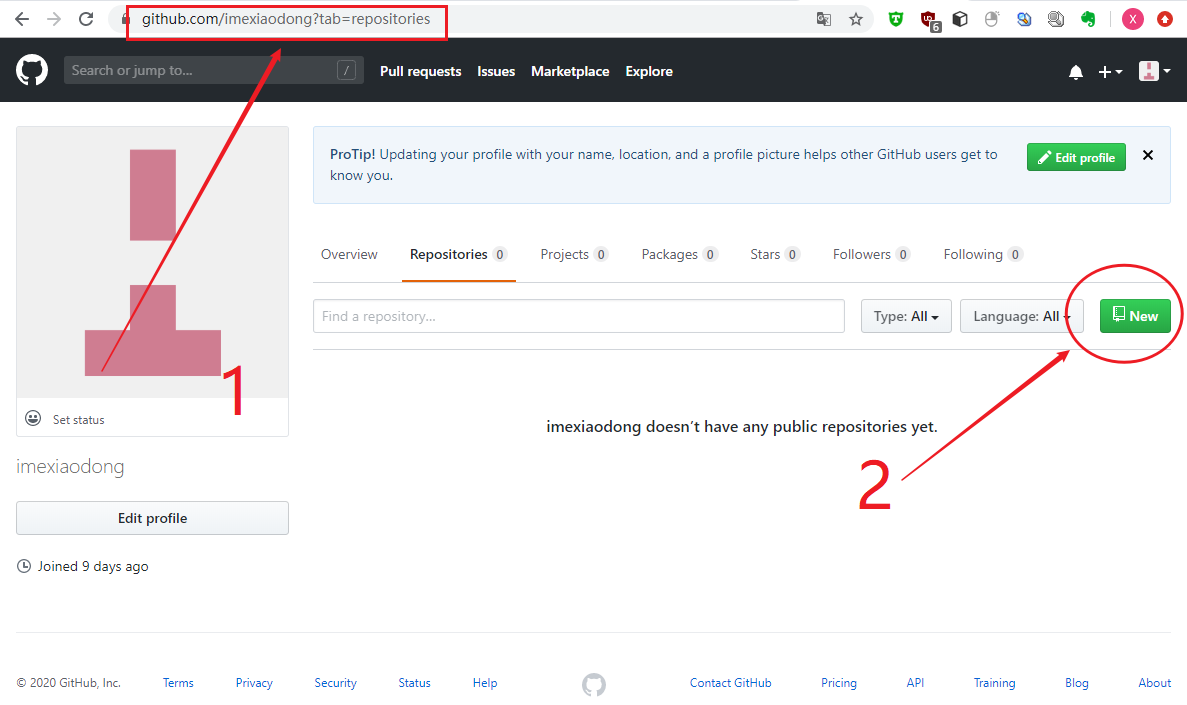 github.com/imexiaodong?tab=repositories
6
X
Search or jump to...
/
Pull requests Issues Marketplace Explore
ProTip! Updating your profile with your name, location, and a profile picture helps other GitHub users get to
know you.
Edit profile
Overview Repositories 0 Projects 0 Packages 0 Stars 0 Followers 0 Following 0
Find a repository...
Type: All
Language: All
New
1
Set status
imexiaodong doesn’t have any public repositories yet.
imexiaodong
2
Edit profile
Joined 9 days ago
© 2020 GitHub, Inc. Terms Privacy Security Status Help Contact GitHub Pricing API Training Blog About